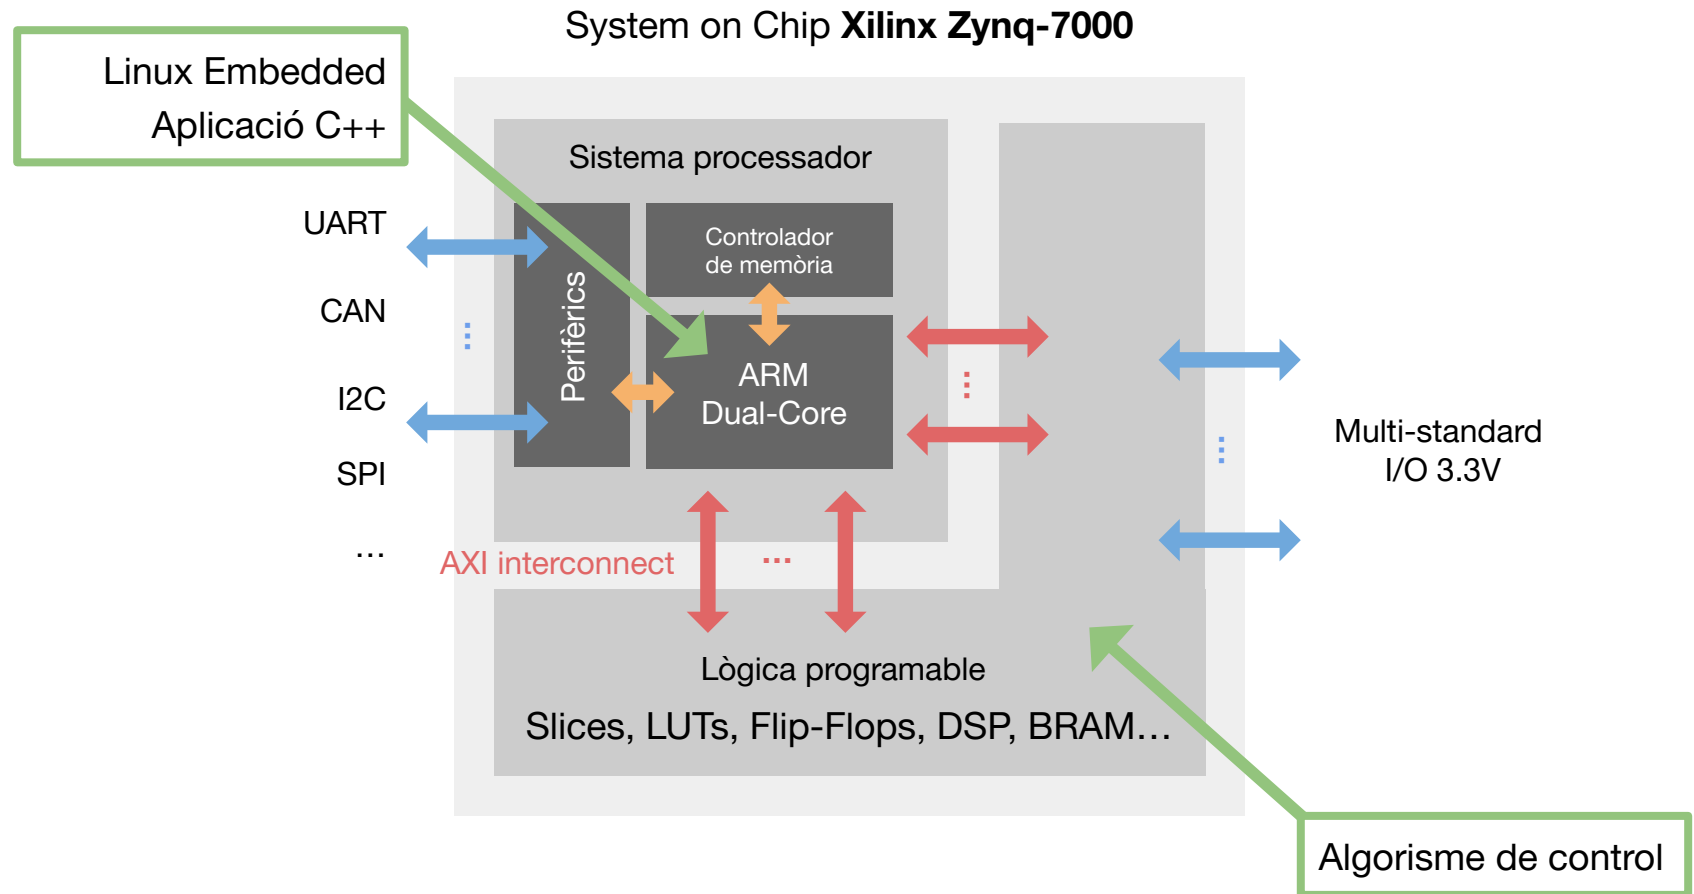 System on Chip Xilinx Zynq-7000
Linux Embedded
Aplicació C++
Sistema processador
UART
CAN
I2C
SPI
...
...
Perifèrics
Controlador
de memòria
ARM
Dual-Core
...
...
Multi-standard
I/O 3.3V
AXI interconnect
...
Lògica programable
Slices, LUTs, Flip-Flops, DSP, BRAM...
Algorisme de control